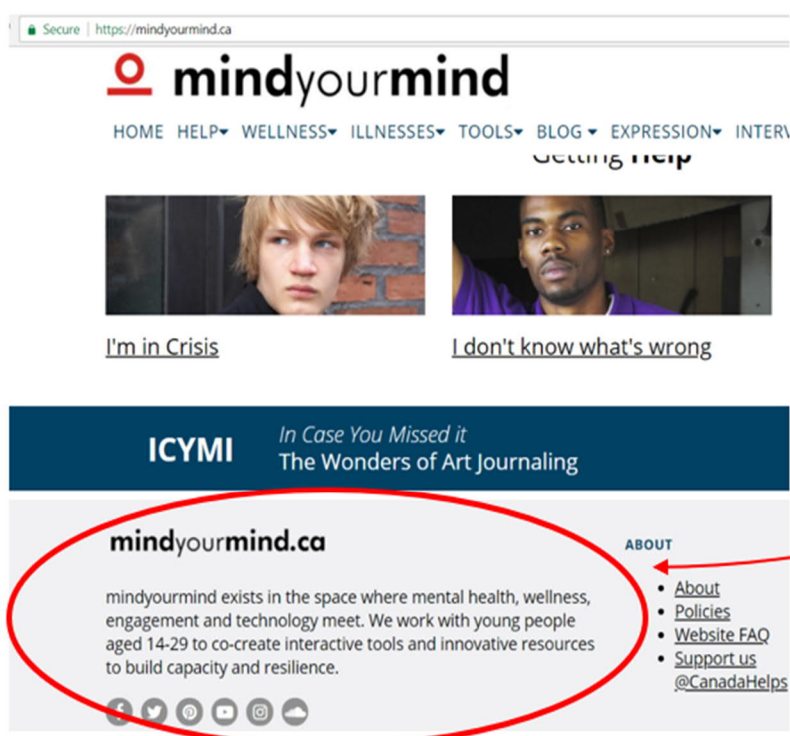 Secure | https://mindyourmind.ca
mindyourmind
HOME HELP WELLNESS ILLNESSES TOOLS BLOG EXPRESSION INTERV
Getting Help
I'm in Crisis
I don't know what's wrong
ICYMI
In Case You Missed it
The Wonders of Art Journaling
mindyourmind.ca
mindyourmind exists in the space where mental health, wellness,
engagement and technology meet. We work with young people
aged 14-29 to co-create interactive tools and innovative resources
to build capacity and resilience.
ABOUT
• About
• Policies
• Website FAQ
• Support us
@CanadaHelps